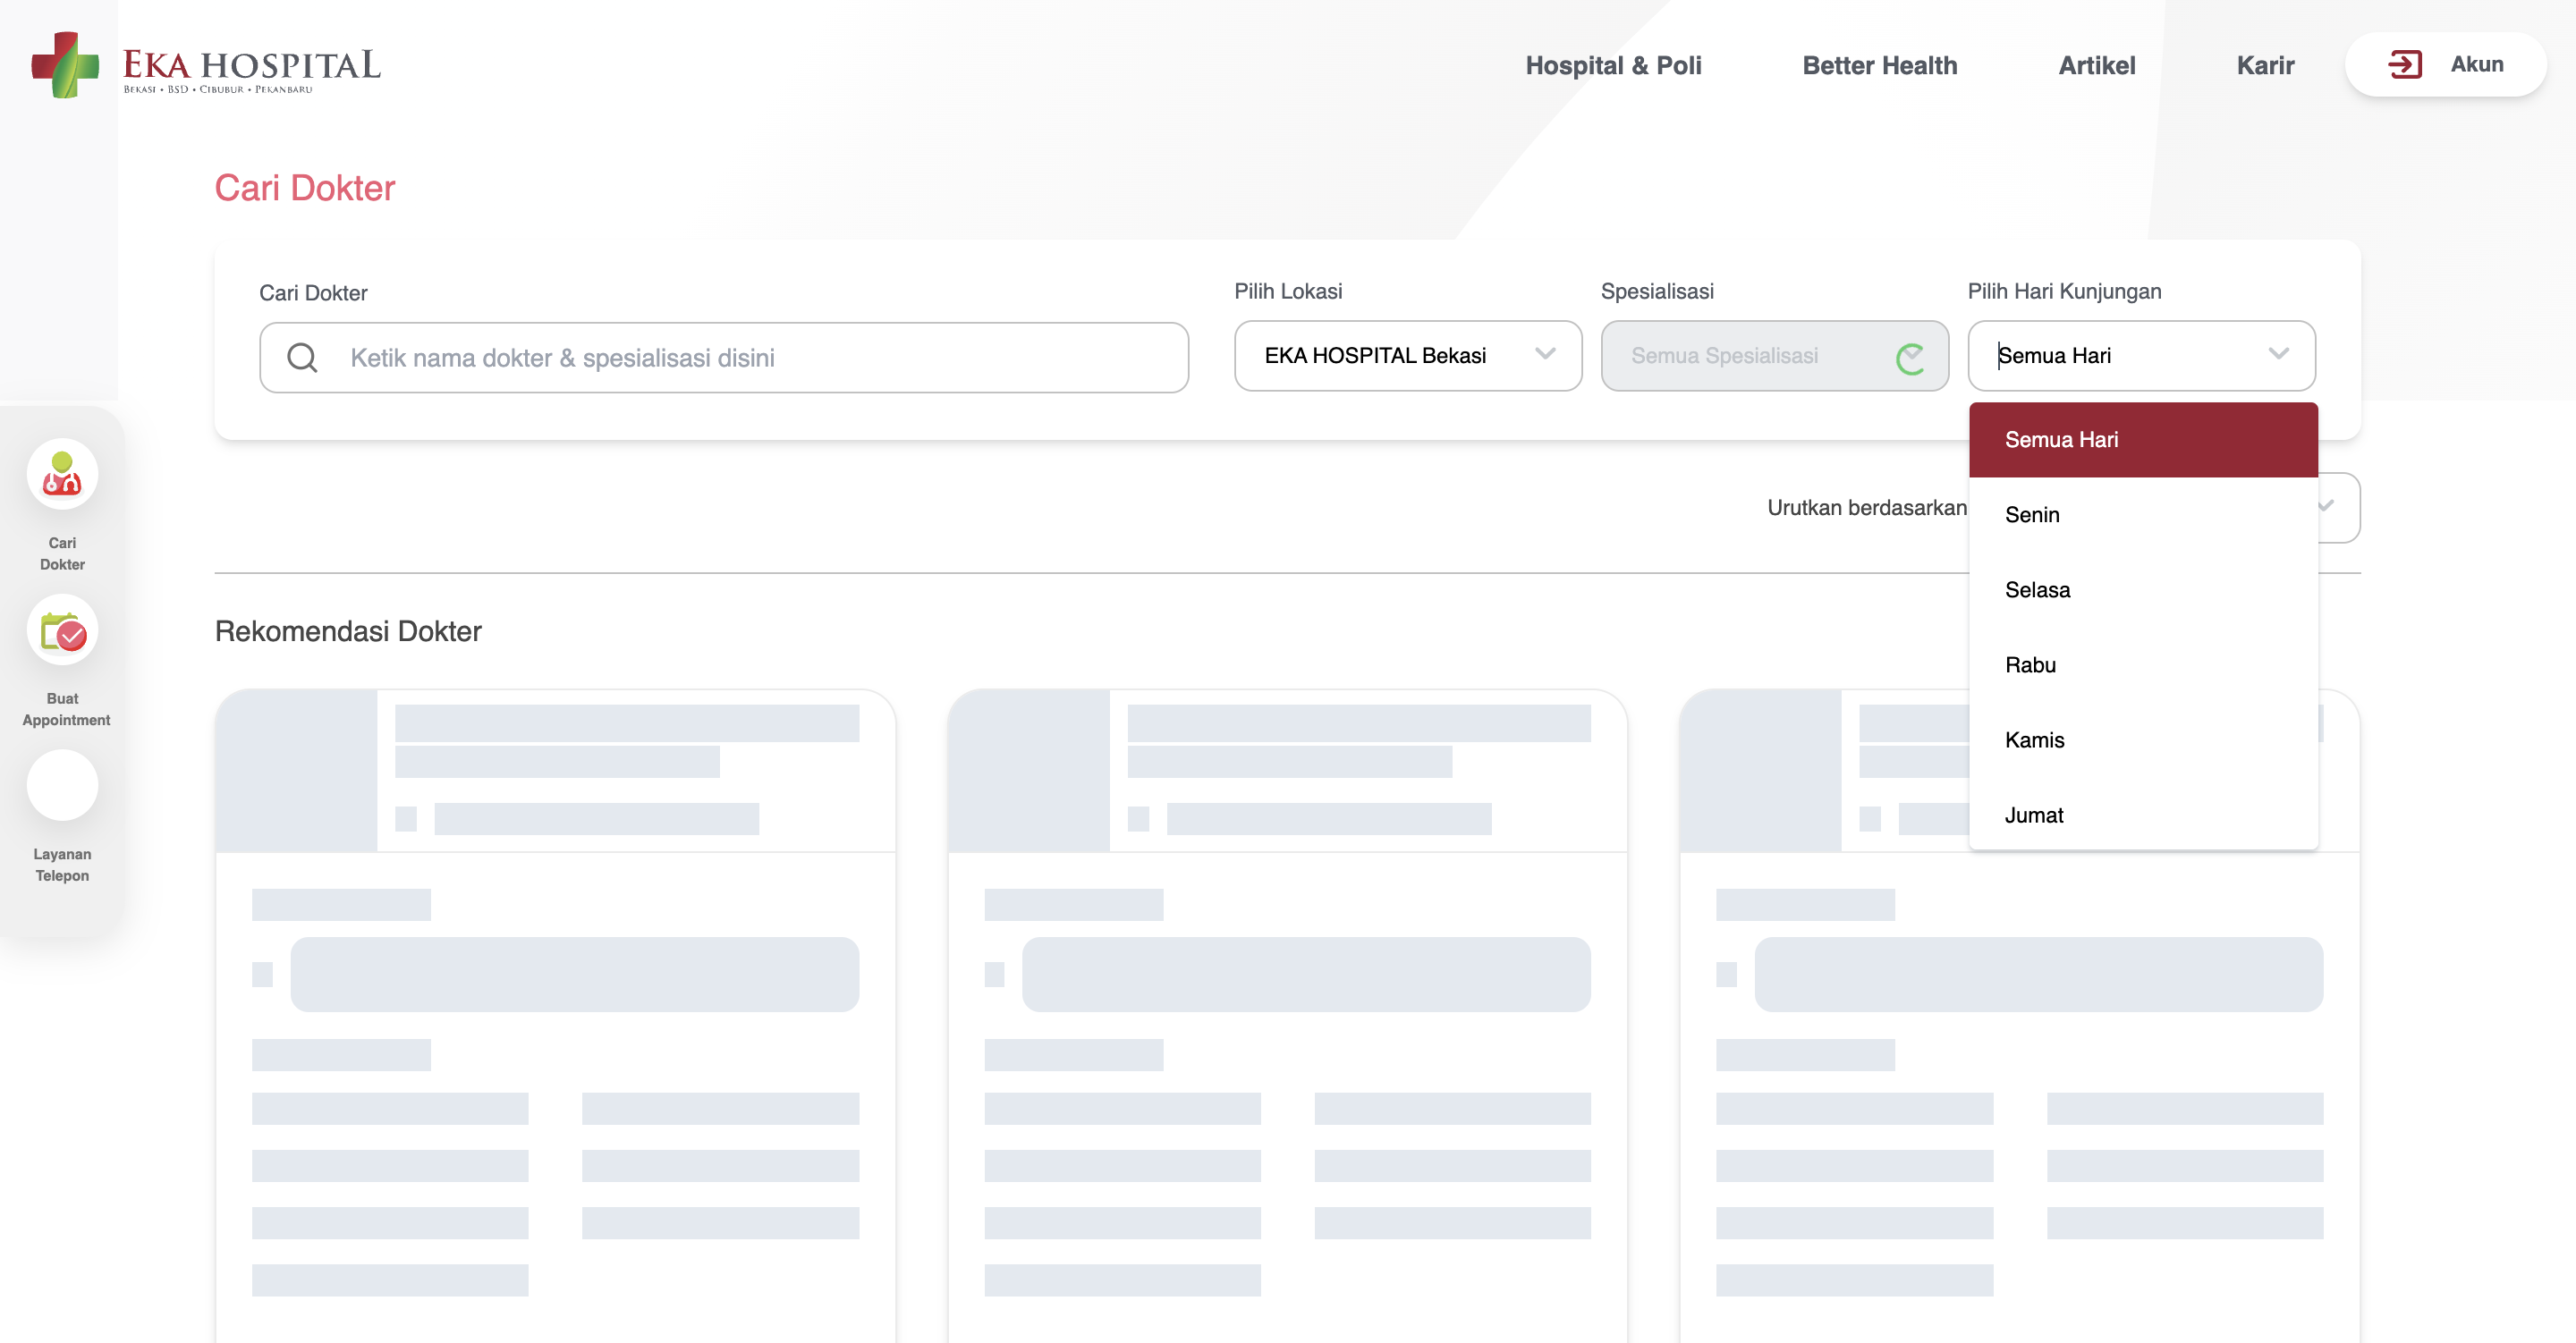 EKA HOSPITAL
BEKASI • BSD • CIBUBUR • PEKANBARU
Hospital & Poli
Better Health
Artikel
Karir
Akun
Cari Dokter
Cari Dokter
Ketik nama dokter & spesialisasi disini
Pilih Lokasi
EKA HOSPITAL Bekasi
Spesialisasi
Semua Spesialisasi
Pilih Hari Kunjungan
Semua Hari
Semua Hari
Senin
Selasa
Rabu
Kamis
Jumat
Urutkan berdasarkan
Cari
Dokter
Buat
Appointment
Layanan
Telepon
Rekomendasi Dokter